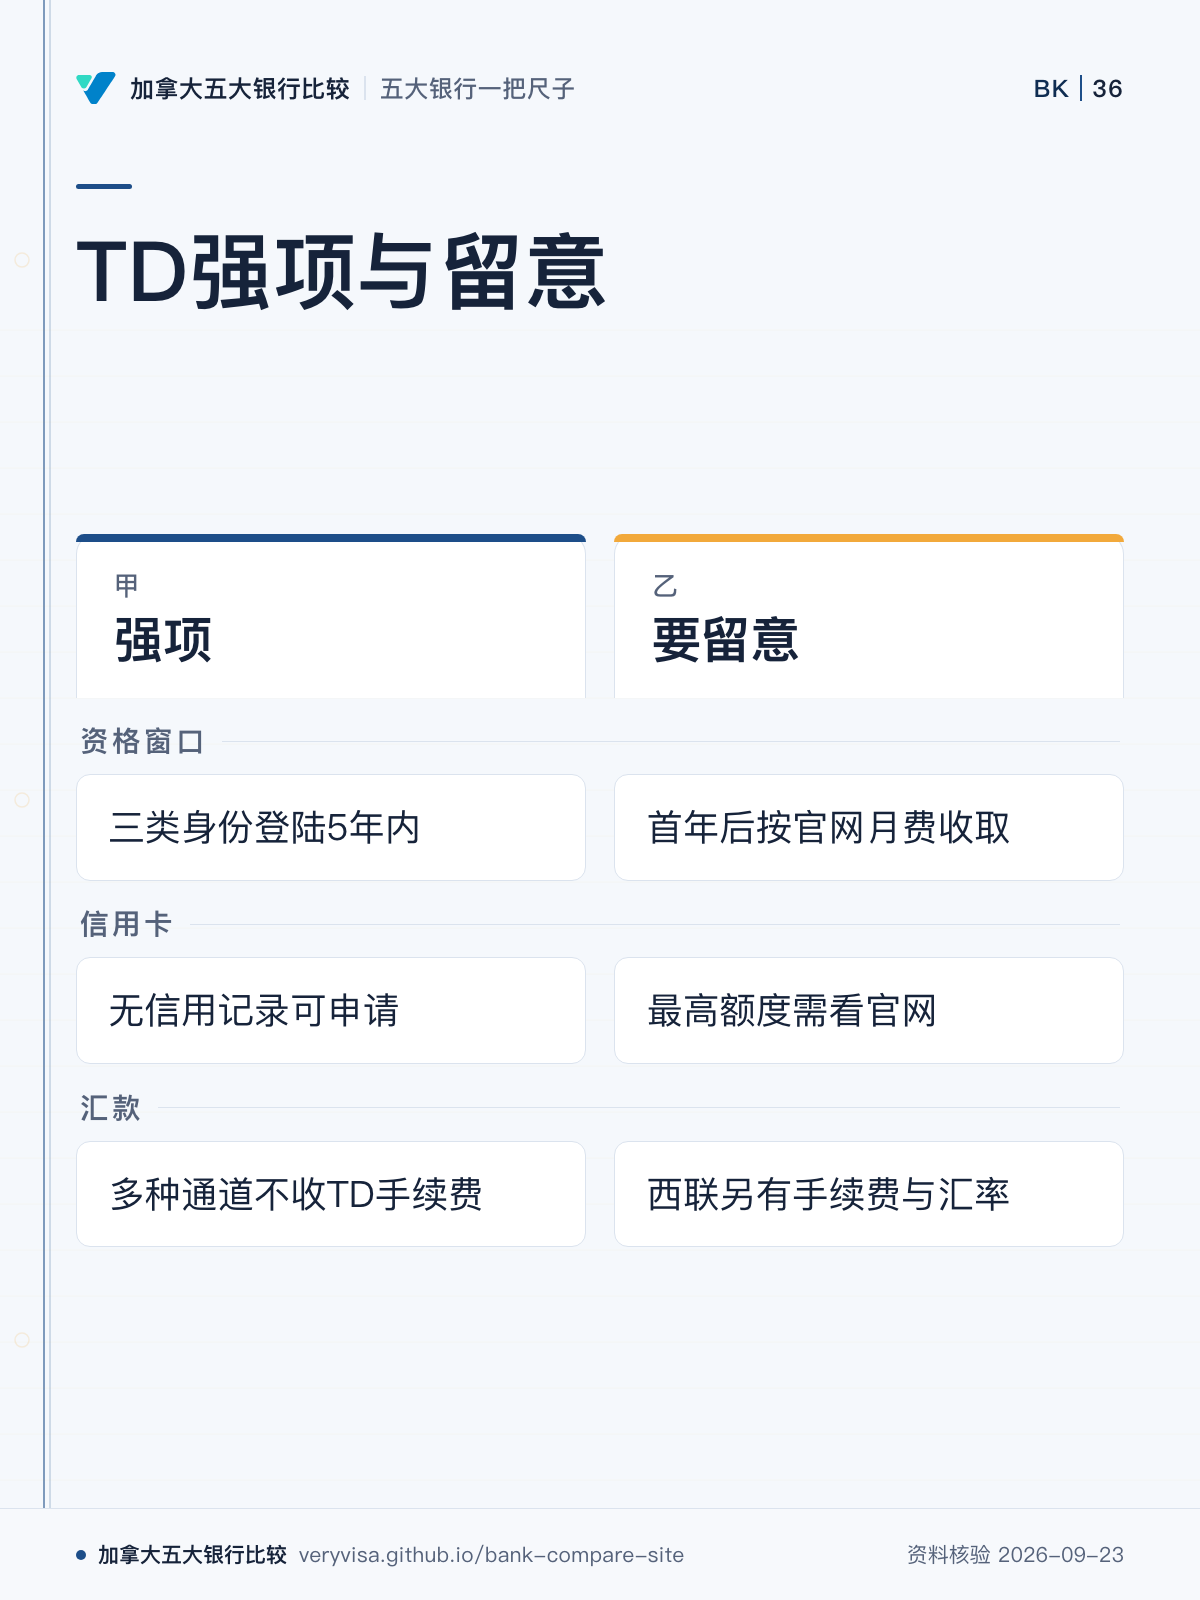 加拿大五大银行比较 五大银行一把尺子
BK 36
TD强项与留意
甲
强项
乙
要留意
资格窗口
三类身份登陆5年内
首年后按官网月费收取
信用卡
无信用记录可申请
最高额度需看官网
汇款
多种通道不收TD手续费
西联另有手续费与汇率
加拿大五大银行比较 veryvisa.github.io/bank-compare-site
资料核验 2026-09-23